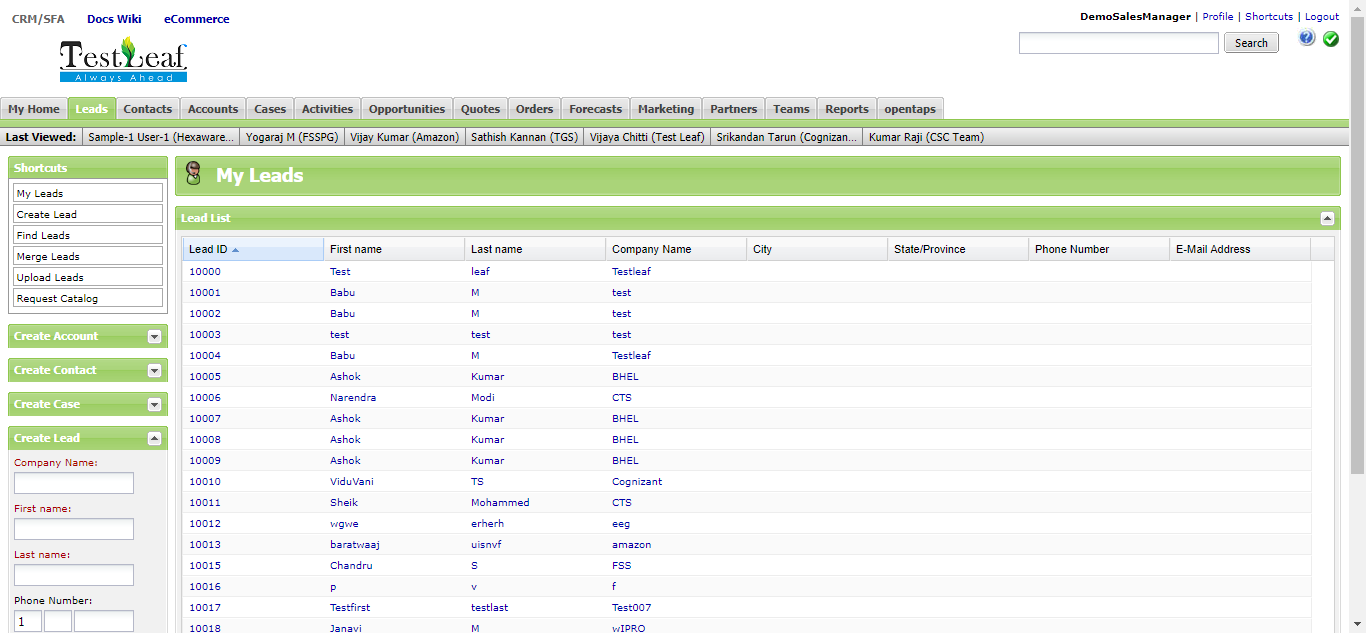 CRM/SFA Docs Wiki eCommerce
DemoSalesManager | Profile | Shortcuts | Logout
TestLeaf
Always Ahead
Search
My Home Leads Contacts Accounts Cases Activities Opportunities Quotes Orders Forecasts Marketing Partners Teams Reports opentaps
Last Viewed: Sample-1 User-1 (Hexaware... Yogaraj M (FSSPG) Vijay Kumar (Amazon) Sathish Kannan (TGS) Vijaya Chitti (Test Leaf) Srikandan Tarun (Cognizan... Kumar Raji (CSC Team)
Shortcuts
My Leads
Create Lead
Find Leads
Merge Leads
Upload Leads
Request Catalog
Create Account
Create Contact
Create Case
Create Lead
Company Name:
First name:
Last name:
Phone Number:
1
My Leads
Lead List
Lead ID First name Last name Company Name City State/Province Phone Number E-Mail Address
10000 Test leaf Testleaf
10001 Babu M test
10002 Babu M test
10003 test test test
10004 Babu M Testleaf
10005 Ashok Kumar BHEL
10006 Narendra Modi CTS
10007 Ashok Kumar BHEL
10008 Ashok Kumar BHEL
10009 Ashok Kumar BHEL
10010 ViduVani TS Cognizant
10011 Sheik Mohammed CTS
10012 wgwe erherh eeg
10013 baratwaaj uisnvf amazon
10015 Chandru S FSS
10016 p v f
10017 Testfirst testlast Test007
10018 Janavi M wIPRO